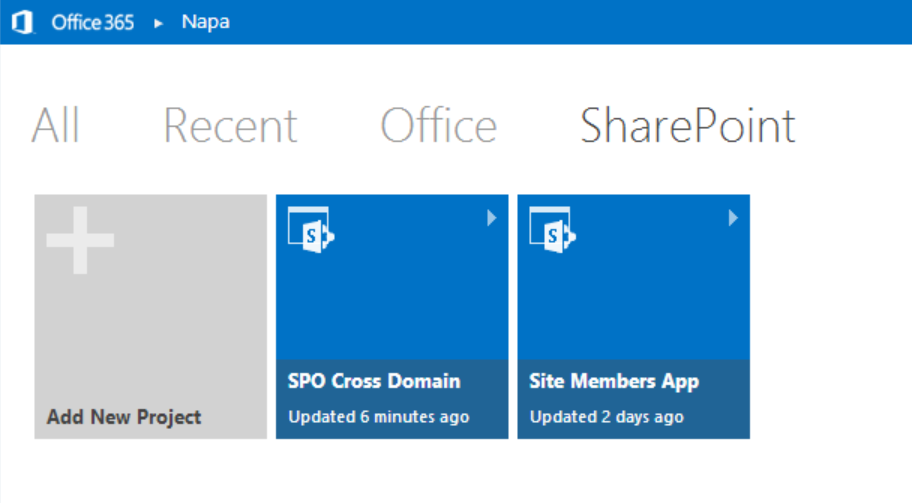 Office 365 ▸ Napa
All Recent Office SharePoint
Add New Project
SPO Cross Domain
Updated 6 minutes ago
Site Members App
Updated 2 days ago